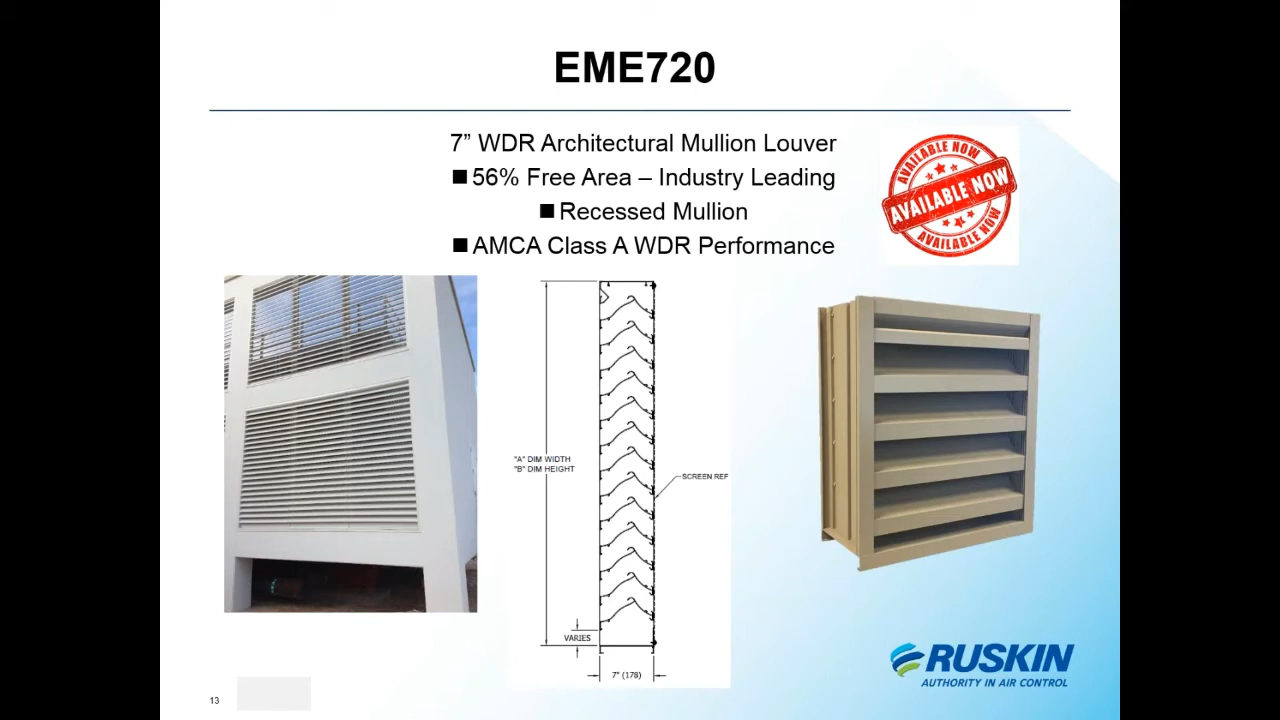 EME720
7” WDR Architectural Mullion Louver
■ 56% Free Area – Industry Leading
■ Recessed Mullion
■ AMCA Class A WDR Performance
AVAILABLE NOW
AVAILABLE NOW
AVAILABLE NOW
"A" DIM WIDTH
"B" DIM HEIGHT
SCREEN REF
VARIES
7" (178)
RUSKIN
AUTHORITY IN AIR CONTROL
13